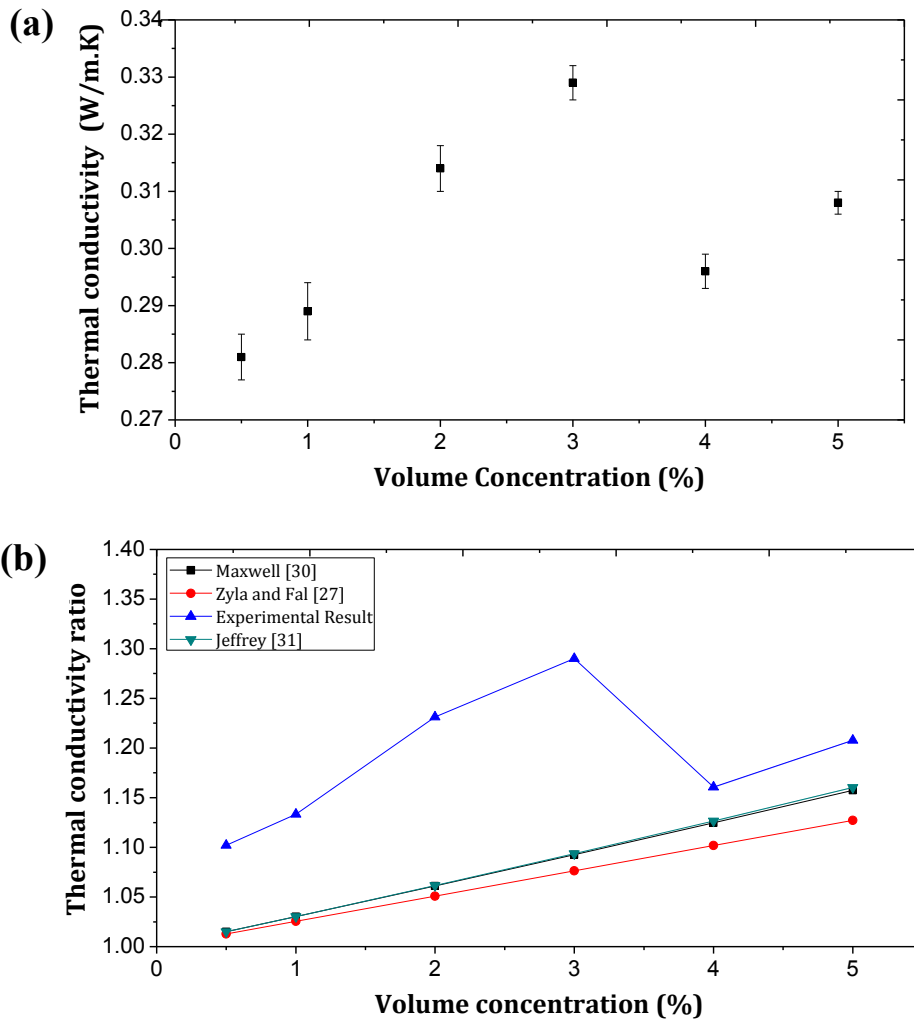 (a)
Thermal conductivity (W/m.K)
0.34
0.33
0.32
0.31
0.30
0.29
0.28
0.27
0 1 2 3 4 5
Volume Concentration (%)
(b)
Thermal conductivity ratio
1.40
1.35
1.30
1.25
1.20
1.15
1.10
1.05
1.00
Maxwell [30]
Zyla and Fal [27]
Experimental Result
Jeffrey [31]
0 1 2 3 4 5
Volume concentration (%)